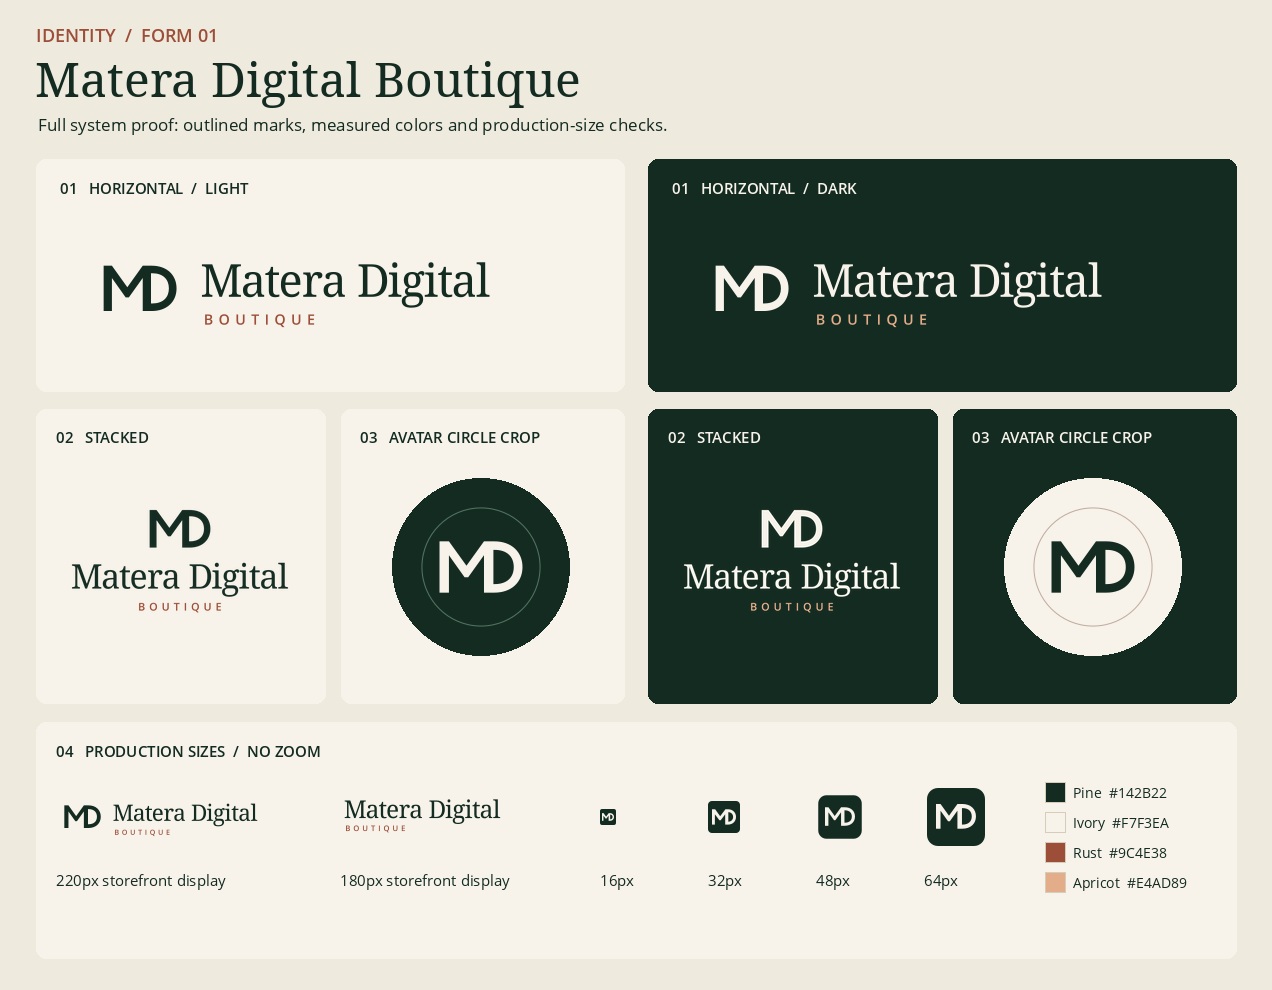 IDENTITY / FORM 01
Matera Digital Boutique
Full system proof: outlined marks, measured colors and production-size checks.
01 HORIZONTAL / LIGHT
MD Matera Digital
BOUTIQUE
01 HORIZONTAL / DARK
MD Matera Digital
BOUTIQUE
02 STACKED
MD
Matera Digital
BOUTIQUE
03 AVATAR CIRCLE CROP
MD
02 STACKED
MD
Matera Digital
BOUTIQUE
03 AVATAR CIRCLE CROP
MD
04 PRODUCTION SIZES / NO ZOOM
MD Matera Digital
BOUTIQUE
220px storefront display
Matera Digital
BOUTIQUE
180px storefront display
MD
16px
MD
32px
MD
48px
MD
64px
Pine #142B22
Ivory #F7F3EA
Rust #9C4E38
Apricot #E4AD89